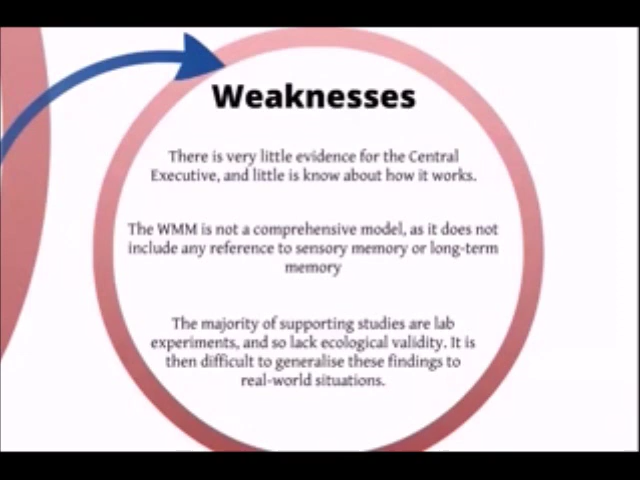 Weaknesses
There is very little evidence for the Central
Executive, and little is know about how it works.
The WMM is not a comprehensive model, as it does not
include any reference to sensory memory or long-term
memory
The majority of supporting studies are lab
experiments, and so lack ecological validity. It is
then difficult to generalise these findings to
real-world situations.